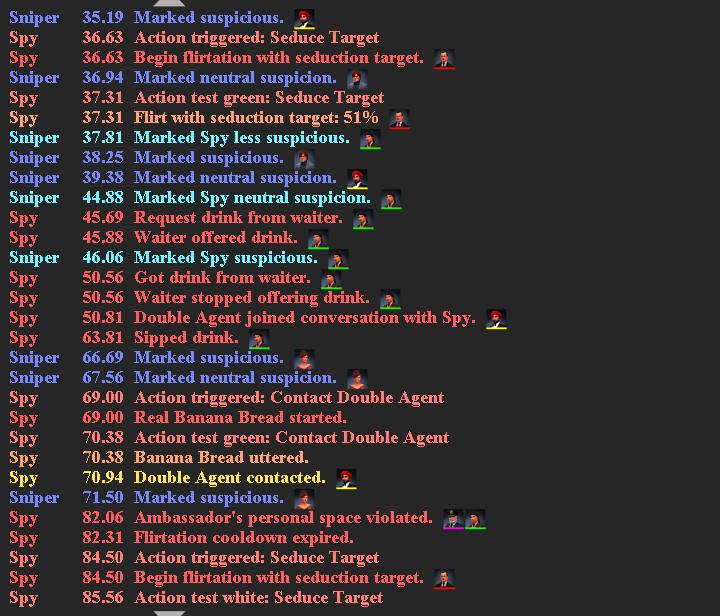 Sniper 35.19 Marked suspicious.
Spy 36.63 Action triggered: Seduce Target
Spy 36.63 Begin flirtation with seduction target.
Sniper 36.94 Marked neutral suspicion.
Spy 37.31 Action test green: Seduce Target
Spy 37.31 Flirt with seduction target: 51%
Sniper 37.81 Marked Spy less suspicious.
Sniper 38.25 Marked suspicious.
Sniper 39.38 Marked neutral suspicion.
Sniper 44.88 Marked Spy neutral suspicion.
Spy 45.69 Request drink from waiter.
Spy 45.88 Waiter offered drink.
Sniper 46.06 Marked Spy suspicious.
Spy 50.56 Got drink from waiter.
Spy 50.56 Waiter stopped offering drink.
Spy 50.81 Double Agent joined conversation with Spy.
Spy 63.81 Sipped drink.
Sniper 66.69 Marked suspicious.
Sniper 67.56 Marked neutral suspicion.
Spy 69.00 Action triggered: Contact Double Agent
Spy 69.00 Real Banana Bread started.
Spy 70.38 Action test green: Contact Double Agent
Spy 70.38 Banana Bread uttered.
Spy 70.94 Double Agent contacted.
Sniper 71.50 Marked suspicious.
Spy 82.06 Ambassador's personal space violated.
Spy 82.31 Flirtation cooldown expired.
Spy 84.50 Action triggered: Seduce Target
Spy 84.50 Begin flirtation with seduction target.
Spy 85.56 Action test white: Seduce Target